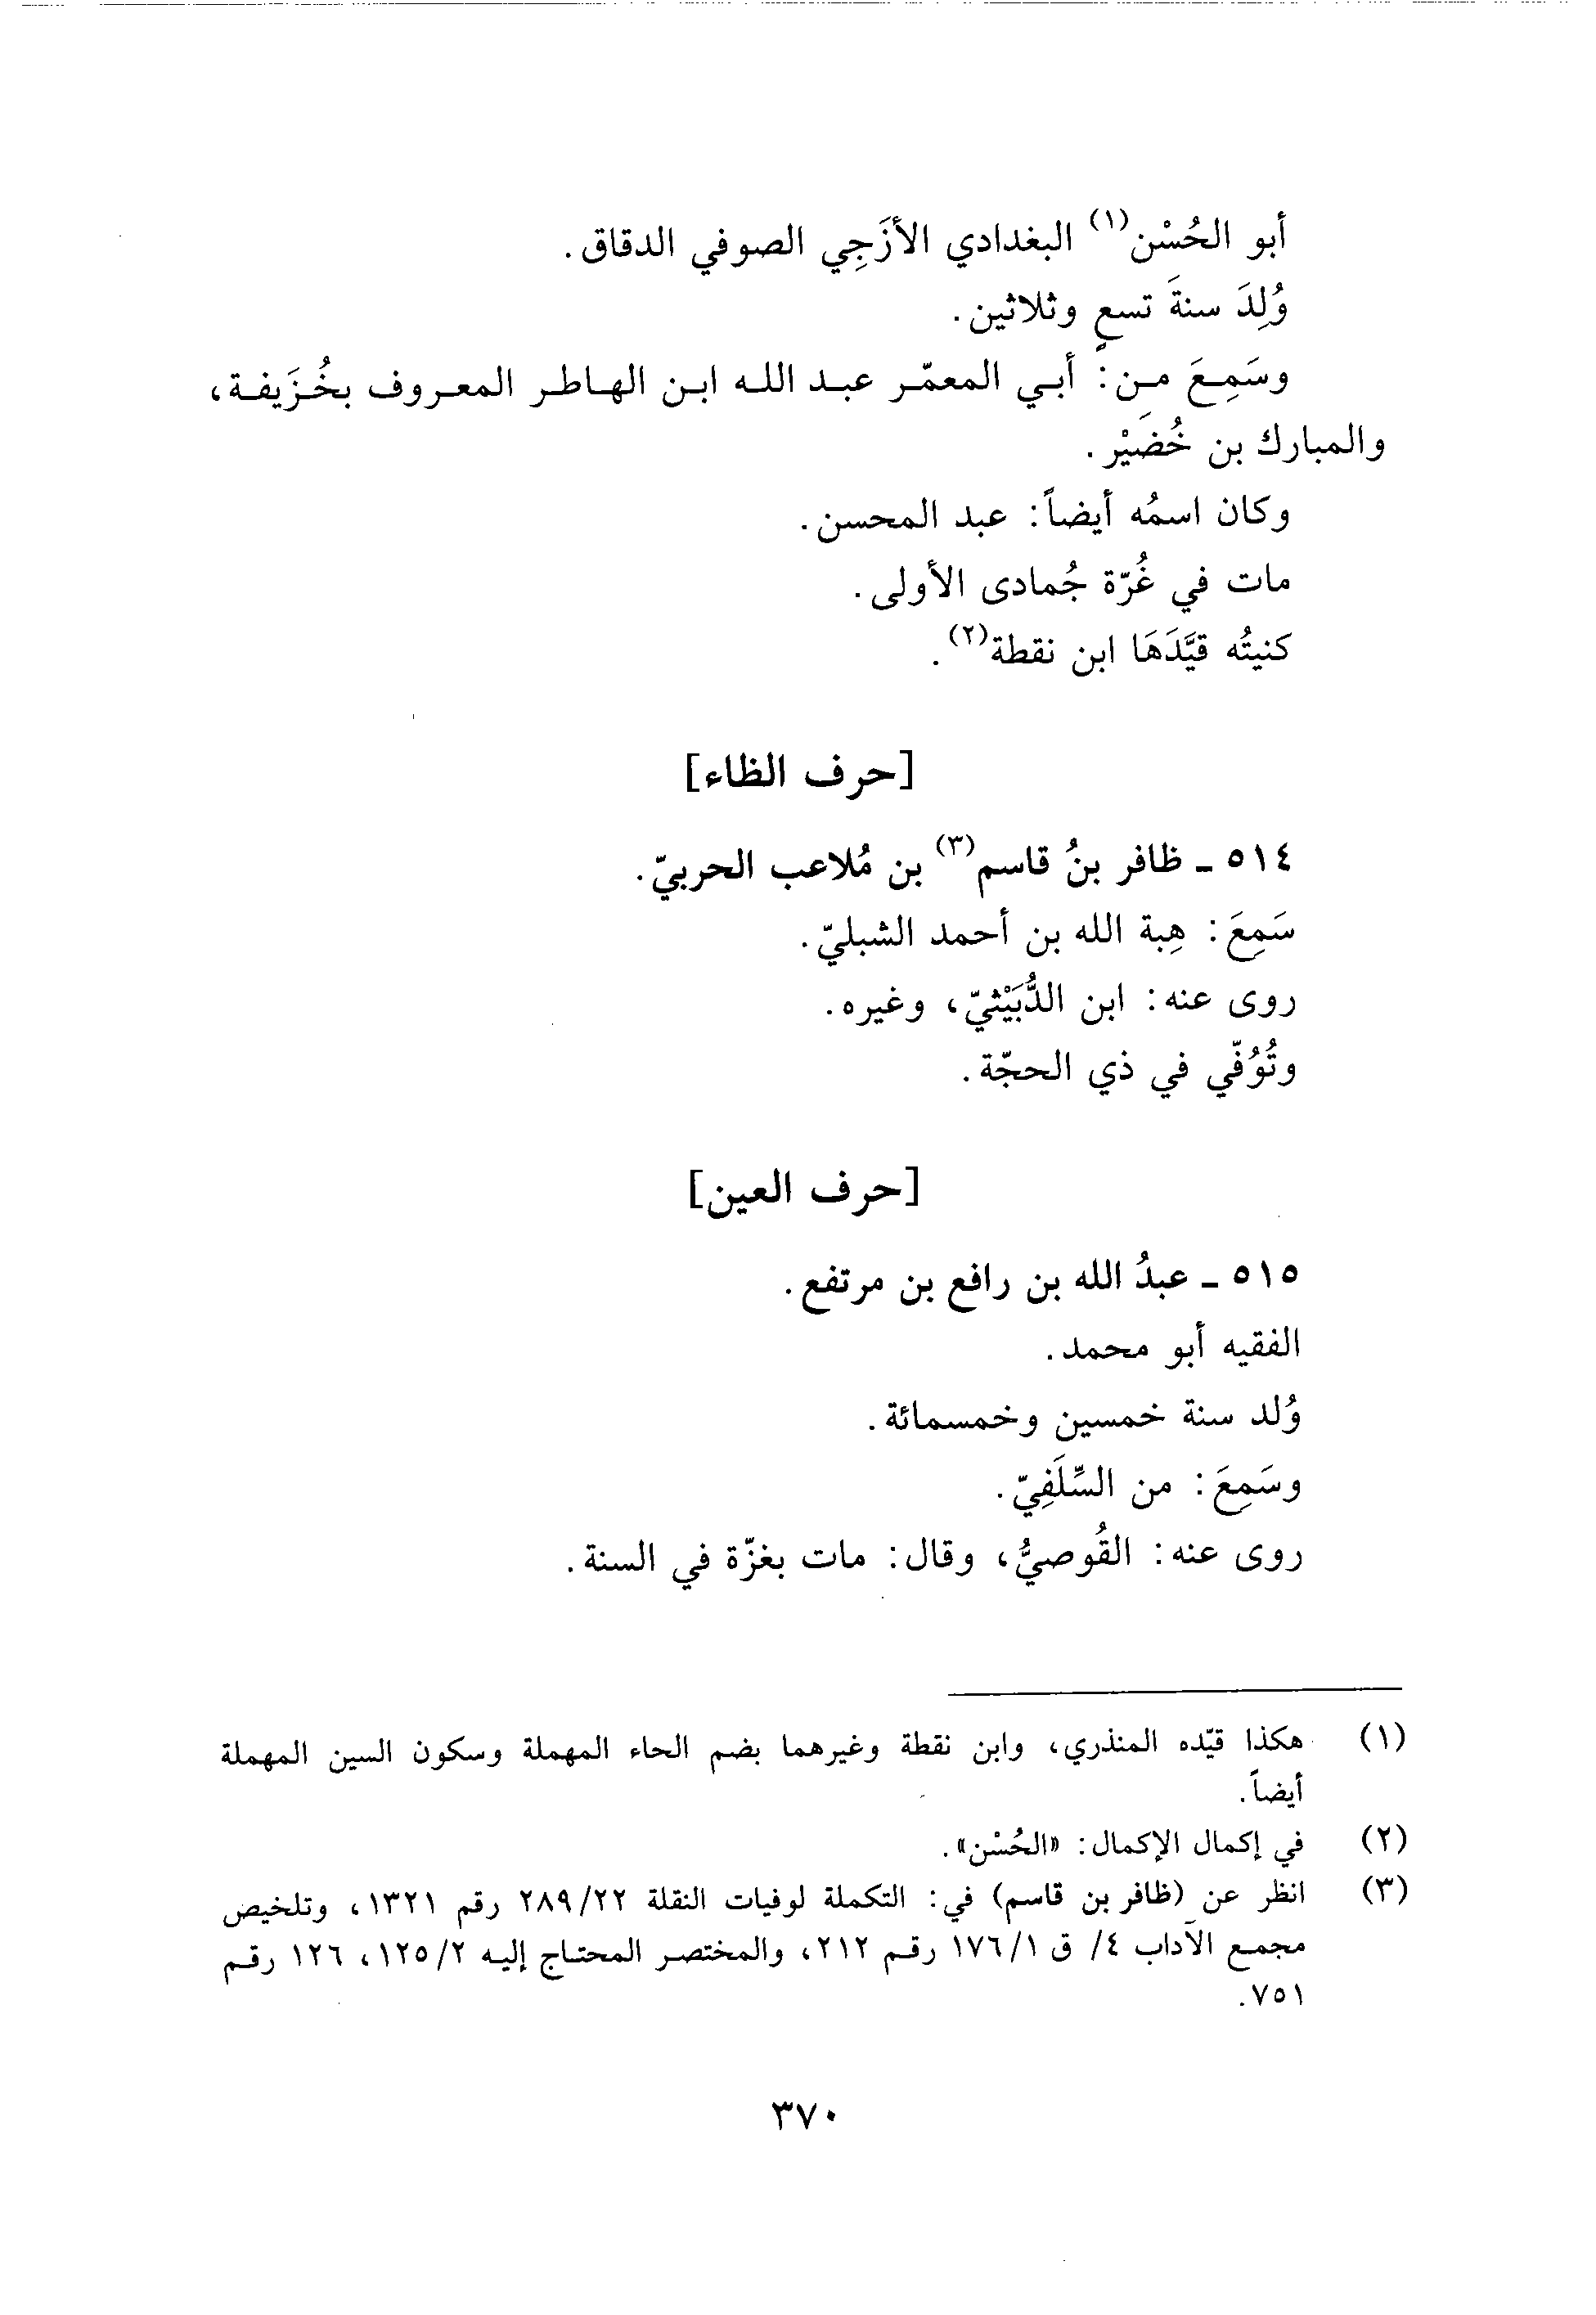 أبو الحُسْن(١) البغدادي الأزَجِي الصوفي الدقاق.
وُلِدَ سنةَ تسعٍ وثلاثين.
وسَمِعَ من: أبي المعمّر عبد الله ابن الهاطر المعروف بخُزَيفة،
والمبارك بن خُضَيْر.
وكان اسمُه أيضاً: عبد المحسن.
مات في غُرّة جُمادى الأولى.
كنيتُه قيَّدَهَا ابن نقطة(٢).
[حرف الظاء]
٥١٤ ـ ظافر بنُ قاسم(٣) بن مُلاعب الحربيّ.
سَمِعَ: هِبة الله بن أحمد الشبليّ.
روى عنه: ابن الدُّبَيْثيّ، وغيره.
وتُوُفّي في ذي الحجّة.
[حرف العين]
٥١٥ ـ عبدُ الله بن رافع بن مرتفع.
الفقيه أبو محمد.
وُلد سنة خمسين وخمسمائة.
وسَمِعَ: من السِّلَفِيّ.
روى عنه: القُوصيُّ، وقال: مات بغزّة في السنة.
(١) هكذا قيّده المنذري، وابن نقطة وغيرهما بضم الحاء المهملة وسكون السين المهملة
أيضاً.
(٢) في إكمال الإكمال: «الحُسْن».
(٣) انظر عن (ظافر بن قاسم) في: التكملة لوفيات النقلة ٢٨٩/٢٢ رقم ١٣٢١، وتلخيص
مجمع الآداب ٤/ ق ١٧٦/١ رقم ٢١٢، والمختصر المحتاج إليه ١٢٥/٢، ١٢٦ رقم
٧٥١.
٣٧٠